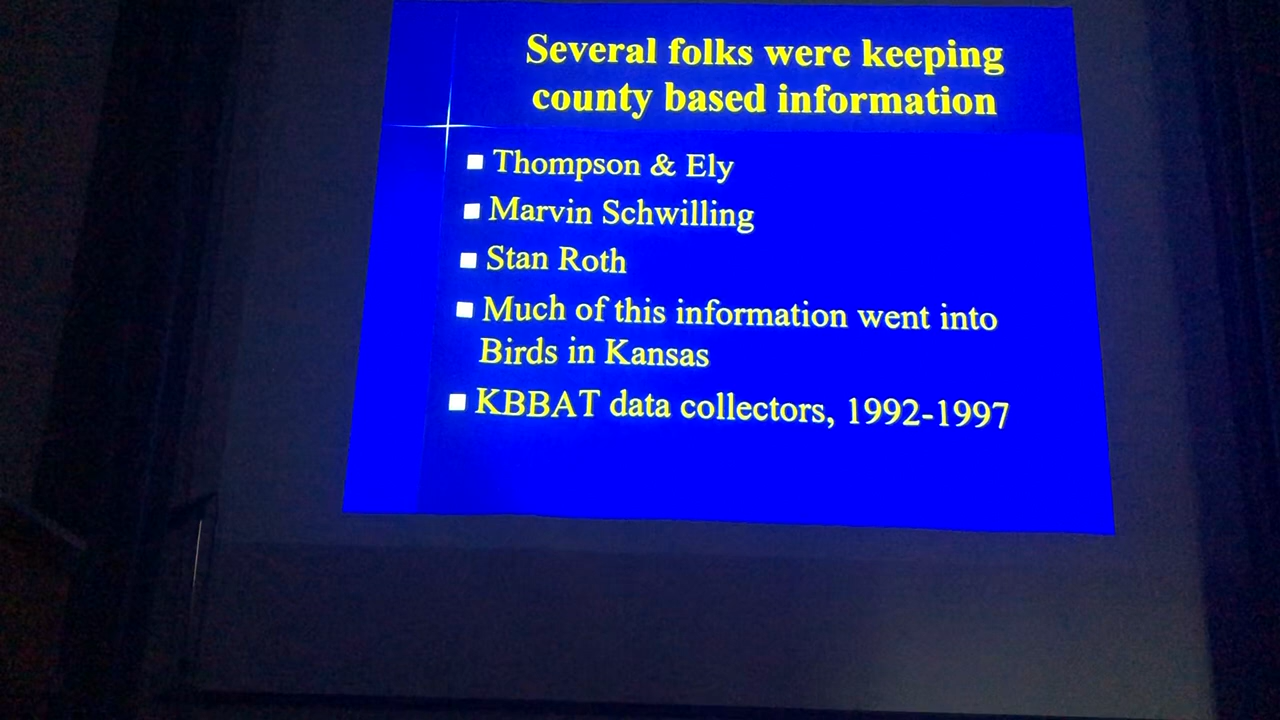 Several folks were keeping
county based information
Thompson & Ely
Marvin Schwilling
Stan Roth
Much of this information went into
Birds in Kansas
KBBAT data collectors, 1992-1997